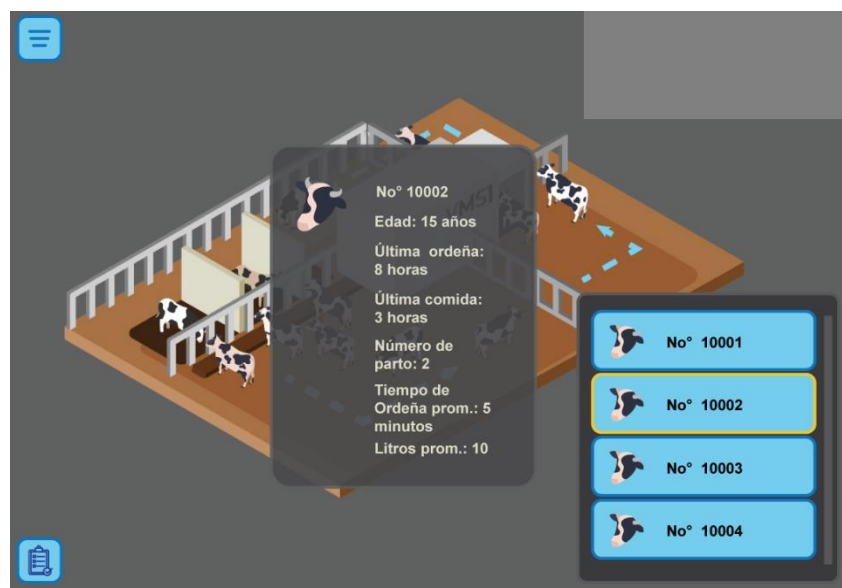 No° 10002
Edad: 15 años
Última ordeña:
8 horas
Última comida:
3 horas
Número de
parto: 2
Tiempo de
Ordeña prom.: 5
minutos
Litros prom.: 10
VMS1
No° 10001
No° 10002
No° 10003
No° 10004